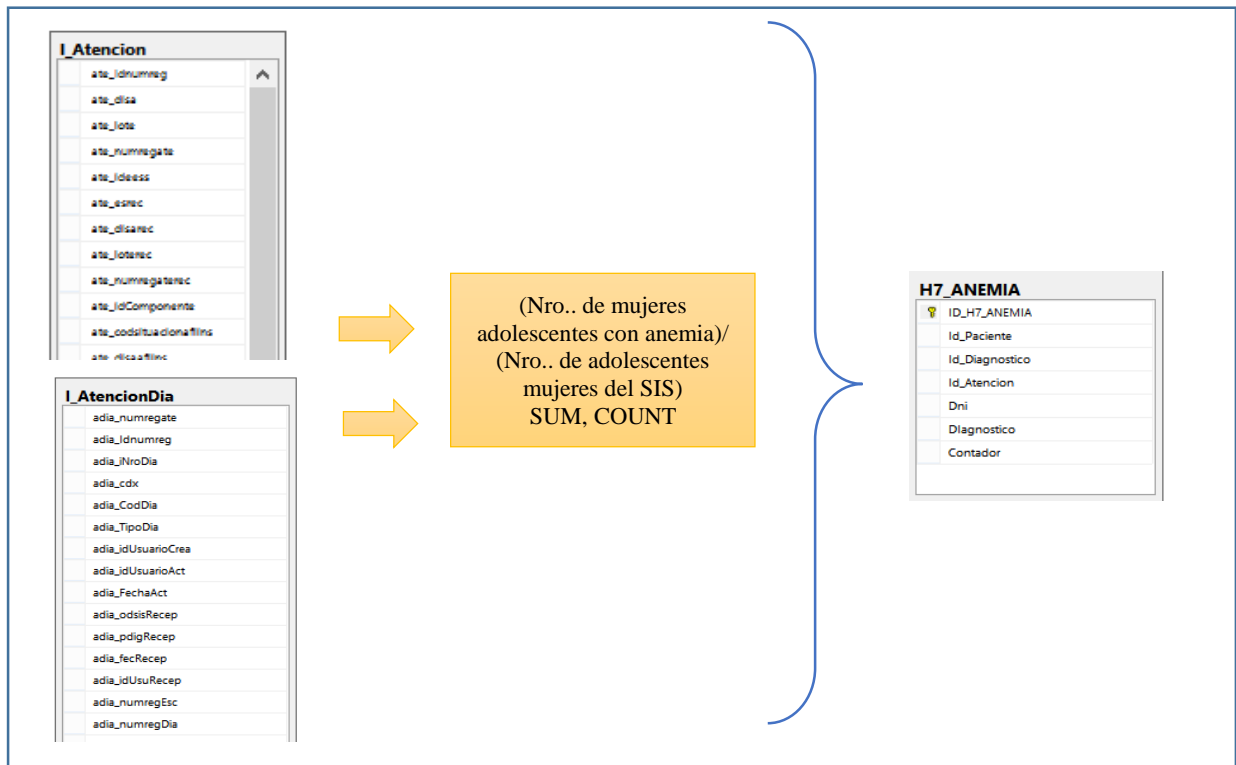 I_Atencion
ate_Idnumreg
ate_disa
ate_lote
ate_numregate
ate_Ideess
ate_esrec
ate_disarec
ate_loterec
ate_numregaterec
ate_IdComponente
ate_codsituacionafilns
I_AtencionDia
adia_numregate
adia_Idnumreg
adia_iNroDia
adia_cdx
adia_CodDia
adia_TipoDia
adia_idUsuarioCrea
adia_idUsuarioAct
adia_FechaAct
adia_odsisRecep
adia_pdigRecep
adia_fecRecep
adia_idUsuRecep
adia_numregEsc
adia_numregDia
(Nro.. de mujeres
adolescentes con anemia)/
(Nro.. de adolescentes
mujeres del SIS)
SUM, COUNT
H7_ANEMIA
ID_H7_ANEMIA
Id_Paciente
Id_Diagnostico
Id_Atencion
Dni
DIagnostico
Contador